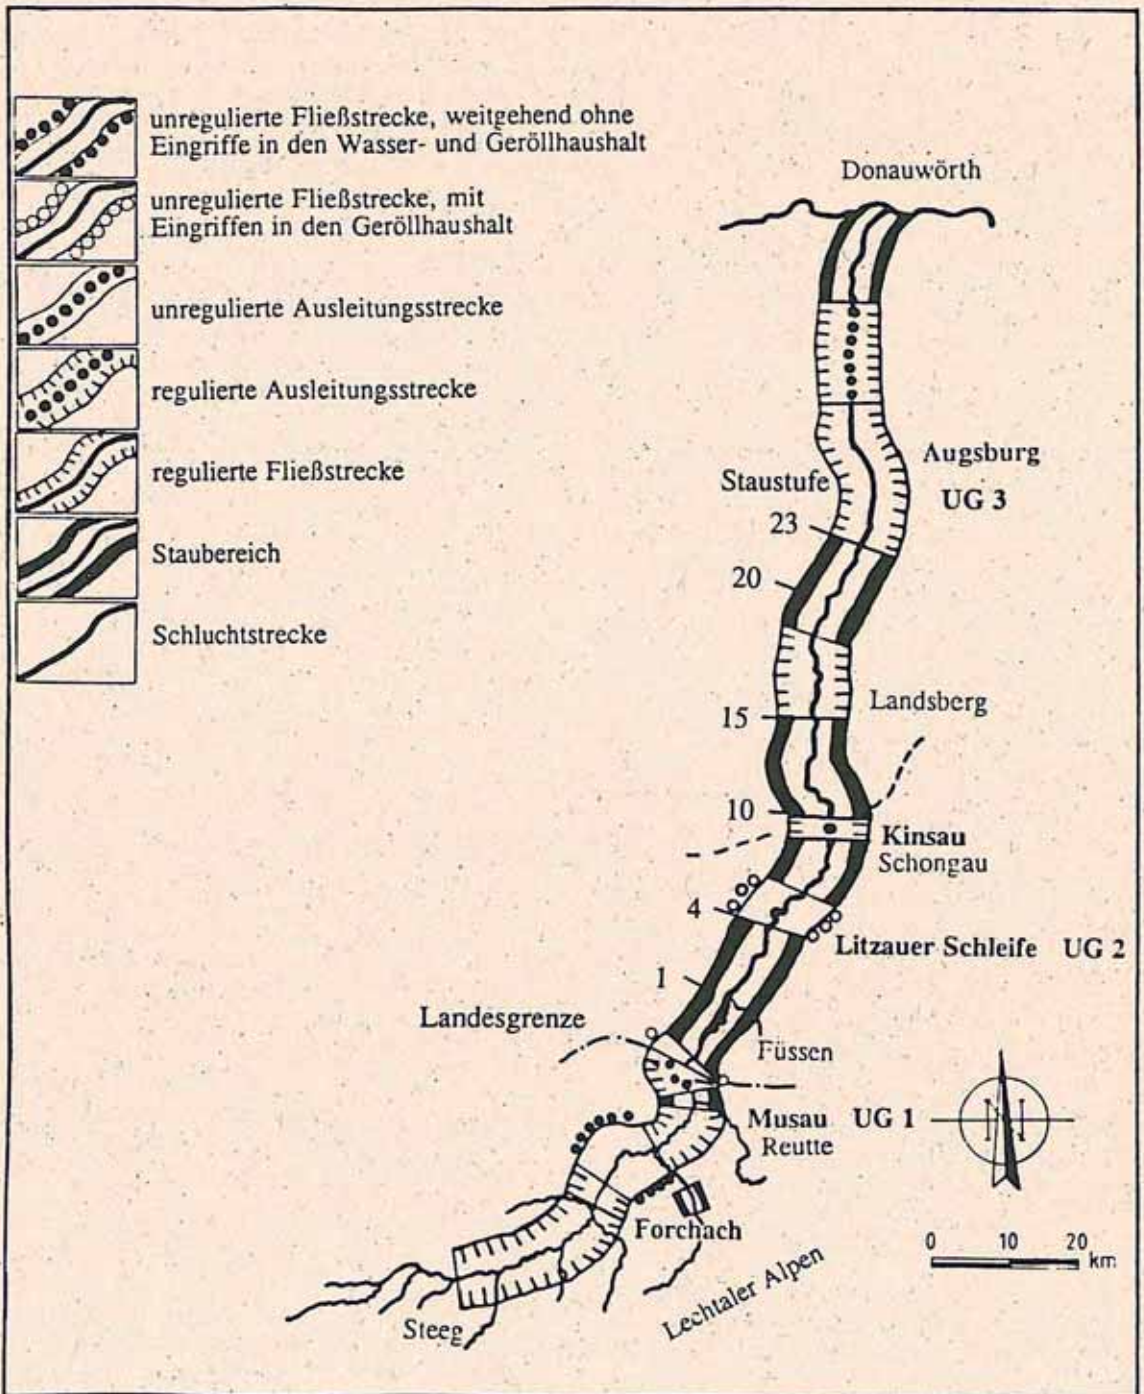 unregulierte Fließstrecke, weitgehend ohne
Eingriffe in den Wasser- und Geröllhaushalt
unregulierte Fließstrecke, mit
Eingriffen in den Geröllhaushalt
unregulierte Ausleitungsstrecke
regulierte Ausleitungsstrecke
regulierte Fließstrecke
Staubereich
Schluchtstrecke
Donauwörth
Augsburg
UG 3
Staustufe
23
20
15
Landsberg
10
Kinsau
Schongau
4
Litzauer Schleife UG 2
1
Landesgrenze
Füssen
Musau UG 1
Reutte
Forchach
Lechtaler Alpen
Steeg
N
0 10 20
km